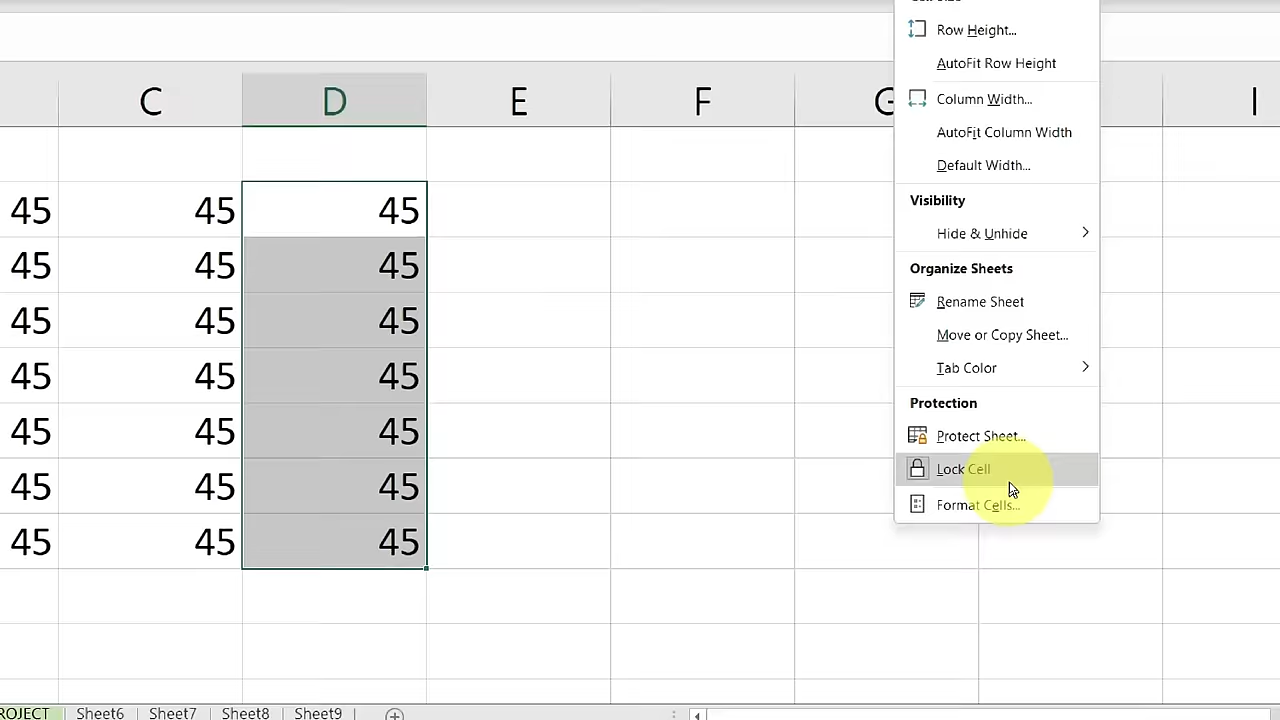 Row Height...
AutoFit Row Height
Column Width...
AutoFit Column Width
Default Width...
Visibility
Hide & Unhide
Organize Sheets
Rename Sheet
Move or Copy Sheet...
Tab Color
Protection
Protect Sheet...
Lock Cell
Format Cells...
C D E F G I
45 45 45
45 45 45
45 45 45
45 45 45
45 45 45
45 45 45
45 45 45
Sheet6 Sheet7 Sheet8 Sheet9